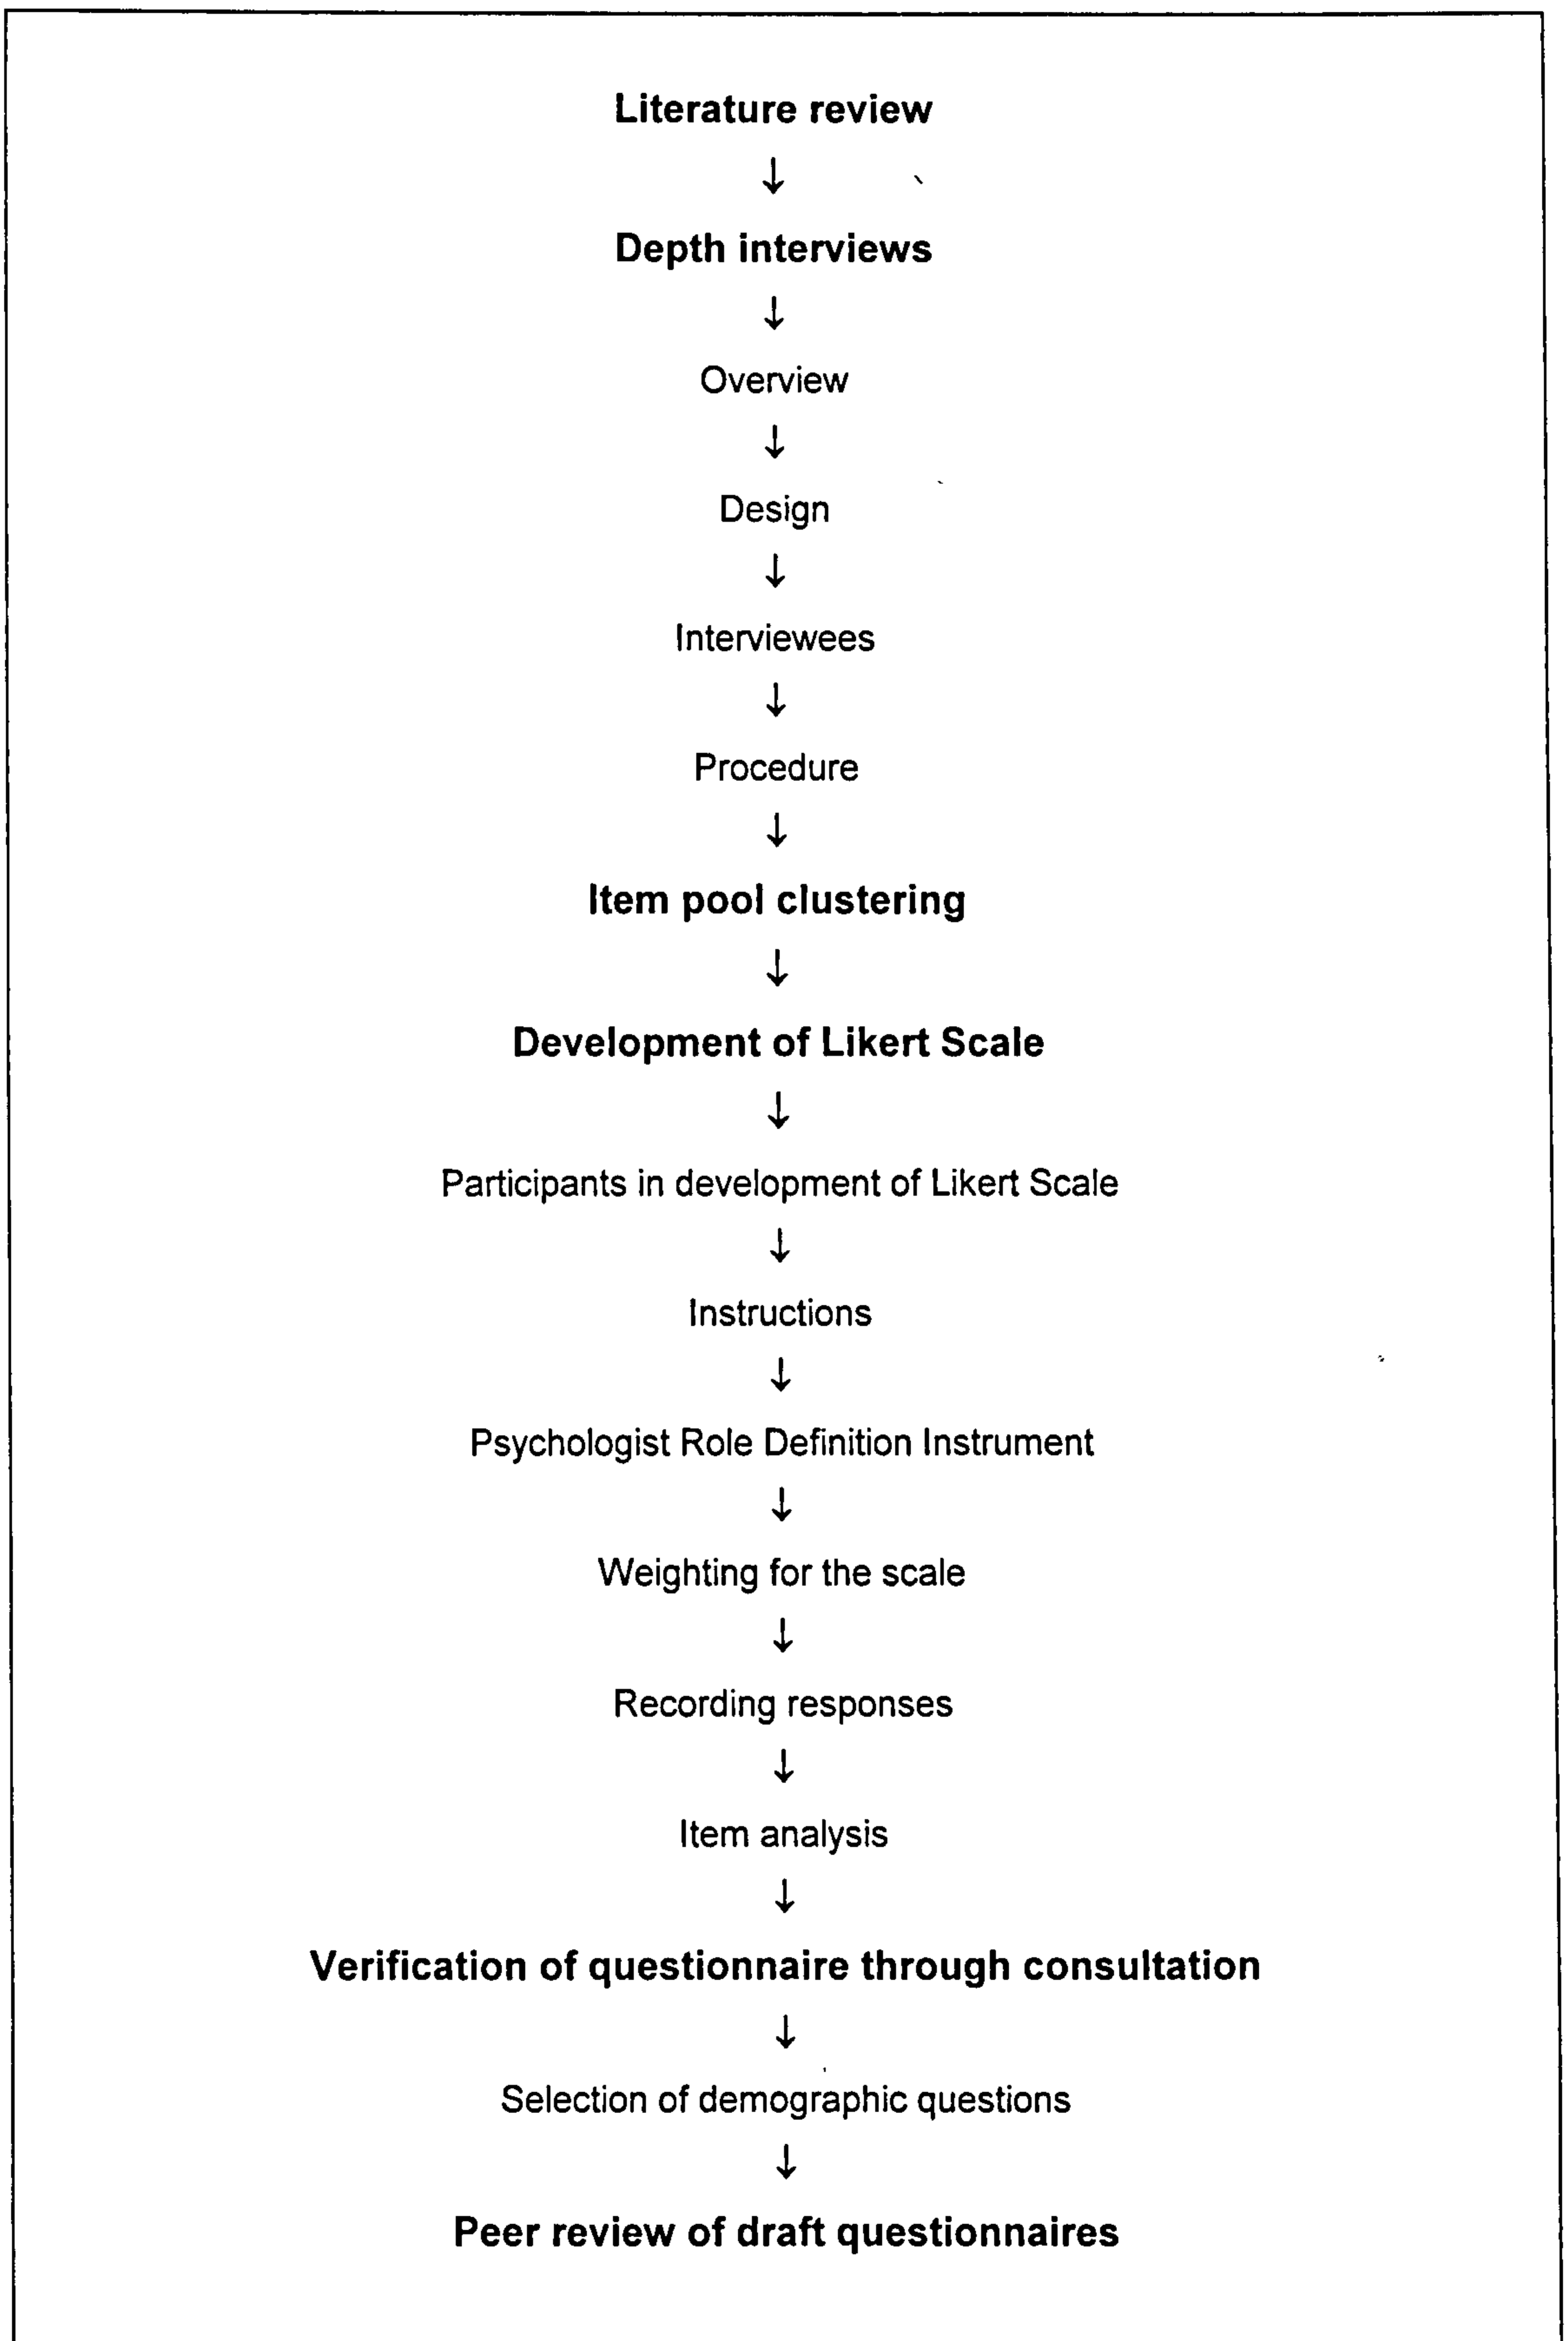 Literature review
↓
Depth interviews
↓
Overview
↓
Design
↓
Interviewees
↓
Procedure
↓
Item pool clustering
↓
Development of Likert Scale
↓
Participants in development of Likert Scale
↓
Instructions
↓
Psychologist Role Definition Instrument
↓
Weighting for the scale
↓
Recording responses
↓
Item analysis
↓
Verification of questionnaire through consultation
↓
Selection of demographic questions
↓
Peer review of draft questionnaires